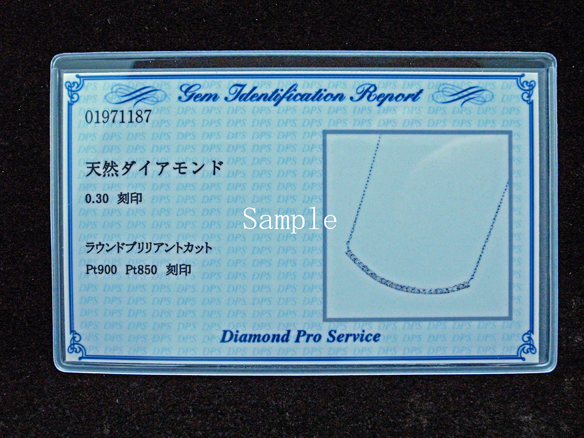 Gem Identification Report
01971187
天然ダイアモンド
0.30 刻印
Sample
ラウンドブリリアントカット
Pt900 Pt850 刻印
Diamond Pro Service